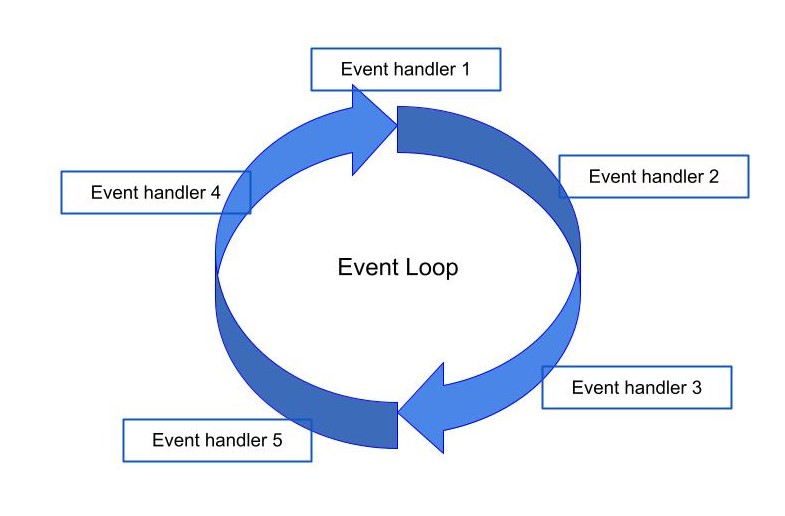 Event handler 1
Event handler 2
Event handler 4
Event Loop
Event handler 3
Event handler 5